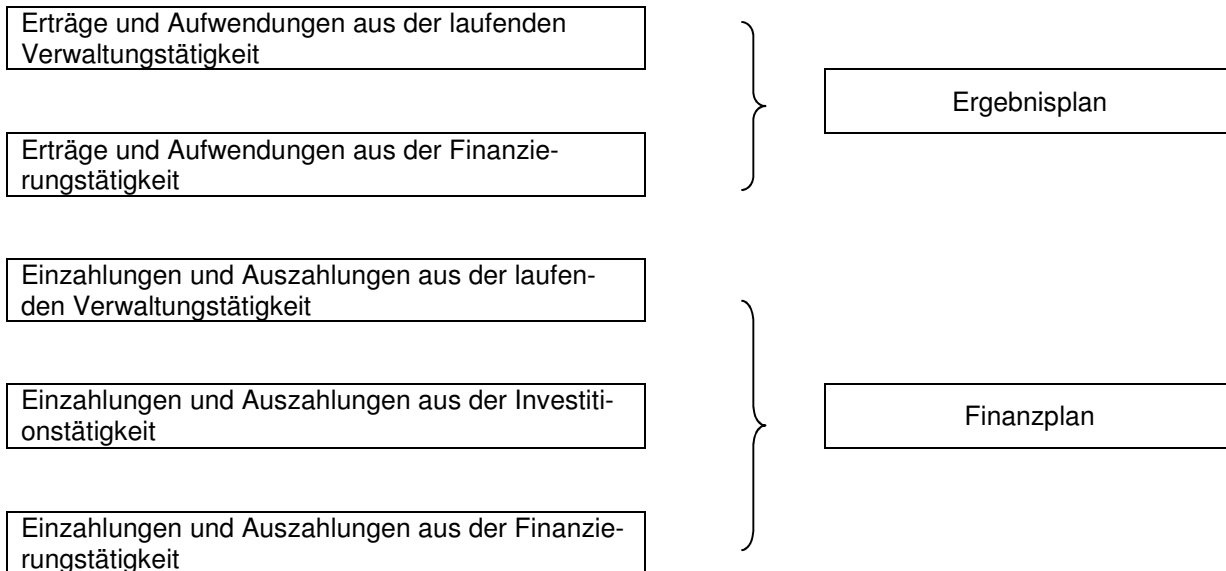 Erträge und Aufwendungen aus der laufenden
Verwaltungstätigkeit
Ergebnisplan
Erträge und Aufwendungen aus der Finanzie-
rungstätigkeit
Einzahlungen und Auszahlungen aus der laufen-
den Verwaltungstätigkeit
Einzahlungen und Auszahlungen aus der Investiti-
onstätigkeit
Finanzplan
Einzahlungen und Auszahlungen aus der Finanzie-
rungstätigkeit